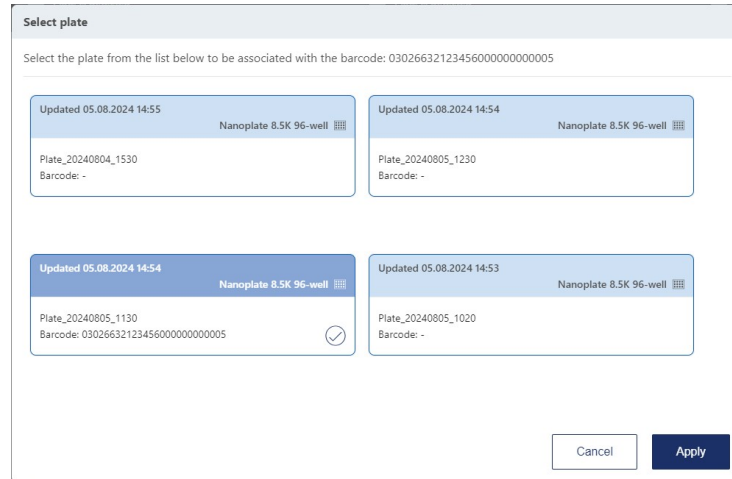 Select plate
Select the plate from the list below to be associated with the barcode: 03026632123456000000000005
Updated 05.08.2024 14:55
Nanoplate 8.5K 96-well
Plate_20240804_1530
Barcode: -
Updated 05.08.2024 14:54
Nanoplate 8.5K 96-well
Plate_20240805_1230
Barcode: -
Updated 05.08.2024 14:54
Nanoplate 8.5K 96-well
Plate_20240805_1130
Barcode: 03026632123456000000000005
Updated 05.08.2024 14:53
Nanoplate 8.5K 96-well
Plate_20240805_1020
Barcode: -
Cancel
Apply